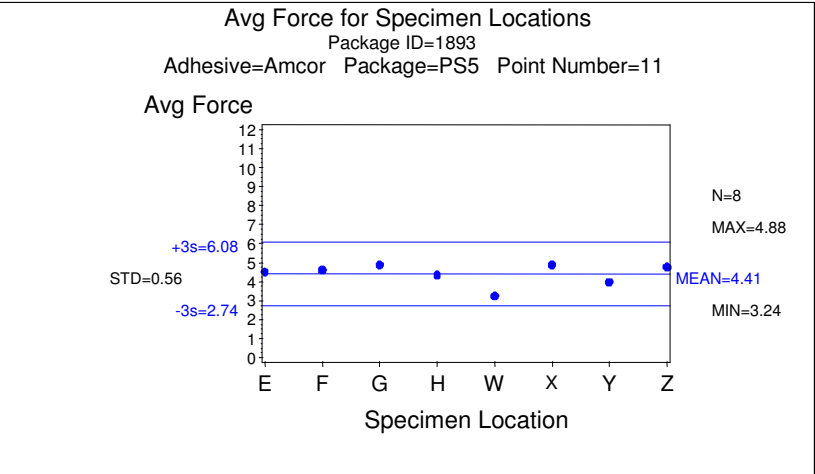 Avg Force for Specimen Locations
Package ID=1893
Adhesive=Amcor Package=PS5 Point Number=11
Avg Force
12
11
10
9
8
7
6
5
4
3
2
1
0
+3s=6.08
STD=0.56
-3s=2.74
N=8
MAX=4.88
MEAN=4.41
MIN=3.24
E F G H W X Y Z
Specimen Location